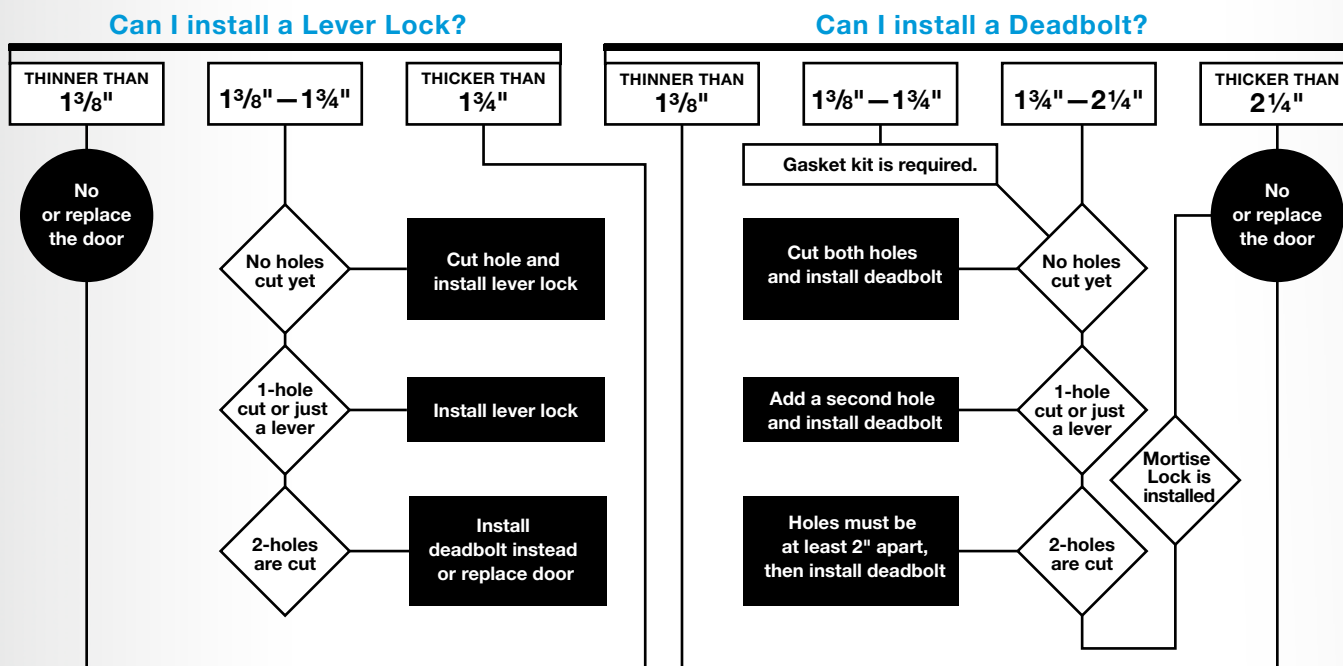 Can I install a Lever Lock?
THINNER THAN
1³/₈"
1³/₈"—1³/₄"
THICKER THAN
1³/₄"
No
or replace
the door
No holes
cut yet
Cut hole and
install lever lock
1-hole
cut or just
a lever
Install lever lock
2-holes
are cut
Install
deadbolt instead
or replace door
Can I install a Deadbolt?
THINNER THAN
1³/₈"
1³/₈"—1³/₄"
1³/₄"—2¹/₄"
THICKER THAN
2¹/₄"
Gasket kit is required.
No
or replace
the door
Cut both holes
and install deadbolt
No holes
cut yet
Add a second hole
and install deadbolt
1-hole
cut or just
a lever
Mortise
Lock is
installed
Holes must be
at least 2" apart,
then install deadbolt
2-holes
are cut